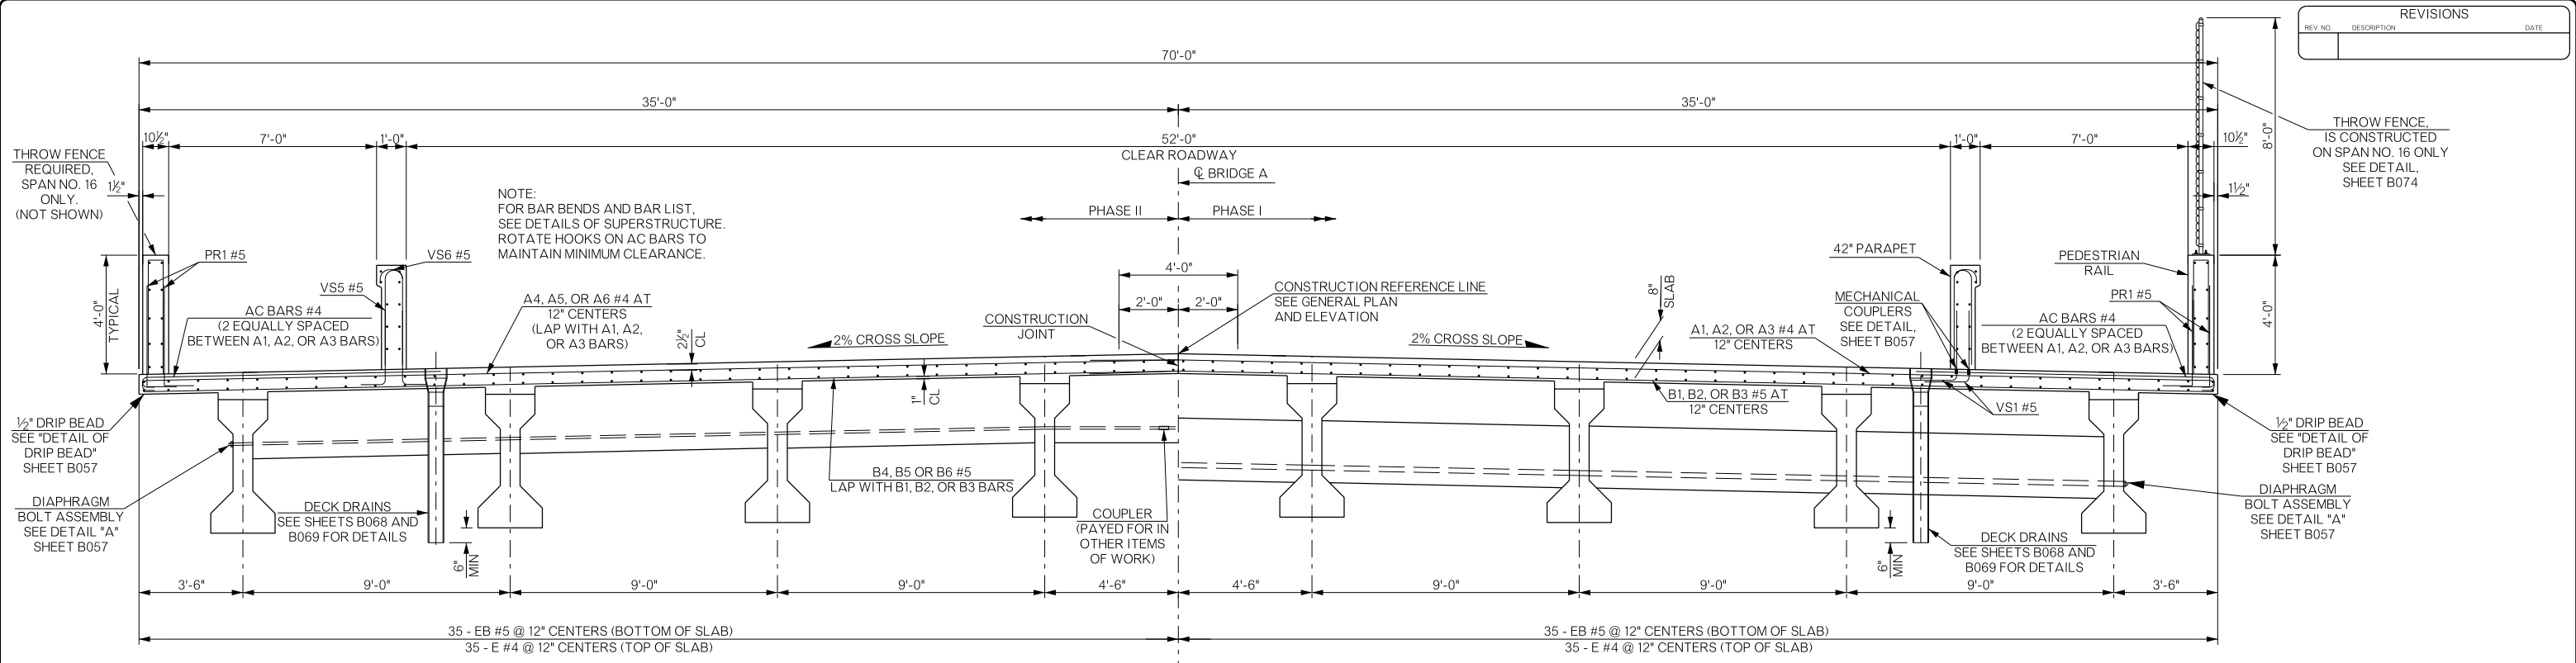 REVISIONS
REV. NO. DESCRIPTION DATE
70'-0"
35'-0" 35'-0"
10½" 7'-0" 1'-0" 52'-0" 1'-0" 7'-0" 10½"
CLEAR ROADWAY
℄ BRIDGE A
THROW FENCE
REQUIRED,
SPAN NO. 16
ONLY.
(NOT SHOWN)
1½"
NOTE:
FOR BAR BENDS AND BAR LIST,
SEE DETAILS OF SUPERSTRUCTURE.
ROTATE HOOKS ON AC BARS TO
MAINTAIN MINIMUM CLEARANCE.
PHASE II PHASE I
8'-0"
THROW FENCE,
IS CONSTRUCTED
ON SPAN NO. 16 ONLY
SEE DETAIL,
SHEET B074
1½"
PR1 #5
VS6 #5
VS5 #5
4'-0"
TYPICAL
AC BARS #4
(2 EQUALLY SPACED
BETWEEN A1, A2, OR A3 BARS)
A4, A5, OR A6 #4 AT
12" CENTERS
(LAP WITH A1, A2,
OR A3 BARS)
2½"
CL
2% CROSS SLOPE
1"
CL
CONSTRUCTION
JOINT
4'-0"
2'-0" 2'-0"
CONSTRUCTION REFERENCE LINE
SEE GENERAL PLAN
AND ELEVATION
2% CROSS SLOPE
8"
SLAB
A1, A2, OR A3 #4 AT
12" CENTERS
42" PARAPET
MECHANICAL
COUPLERS
SEE DETAIL,
SHEET B057
PEDESTRIAN
RAIL
PR1 #5
AC BARS #4
(2 EQUALLY SPACED
BETWEEN A1, A2, OR A3 BARS)
4'-0"
½" DRIP BEAD
SEE "DETAIL OF
DRIP BEAD"
SHEET B057
DIAPHRAGM
BOLT ASSEMBLY
SEE DETAIL "A"
SHEET B057
DECK DRAINS
SEE SHEETS B068 AND
B069 FOR DETAILS
6"
MIN
B4, B5 OR B6 #5
LAP WITH B1, B2, OR B3 BARS
COUPLER
(PAYED FOR IN
OTHER ITEMS
OF WORK)
B1, B2, OR B3 #5 AT
12" CENTERS
VS1 #5
6"
MIN
DECK DRAINS
SEE SHEETS B068 AND
B069 FOR DETAILS
½" DRIP BEAD
SEE "DETAIL OF
DRIP BEAD"
SHEET B057
DIAPHRAGM
BOLT ASSEMBLY
SEE DETAIL "A"
SHEET B057
3'-6" 9'-0" 9'-0" 9'-0" 4'-6" 4'-6" 9'-0" 9'-0" 9'-0" 3'-6"
35 - EB #5 @ 12" CENTERS (BOTTOM OF SLAB) 35 - EB #5 @ 12" CENTERS (BOTTOM OF SLAB)
35 - E #4 @ 12" CENTERS (TOP OF SLAB) 35 - E #4 @ 12" CENTERS (TOP OF SLAB)